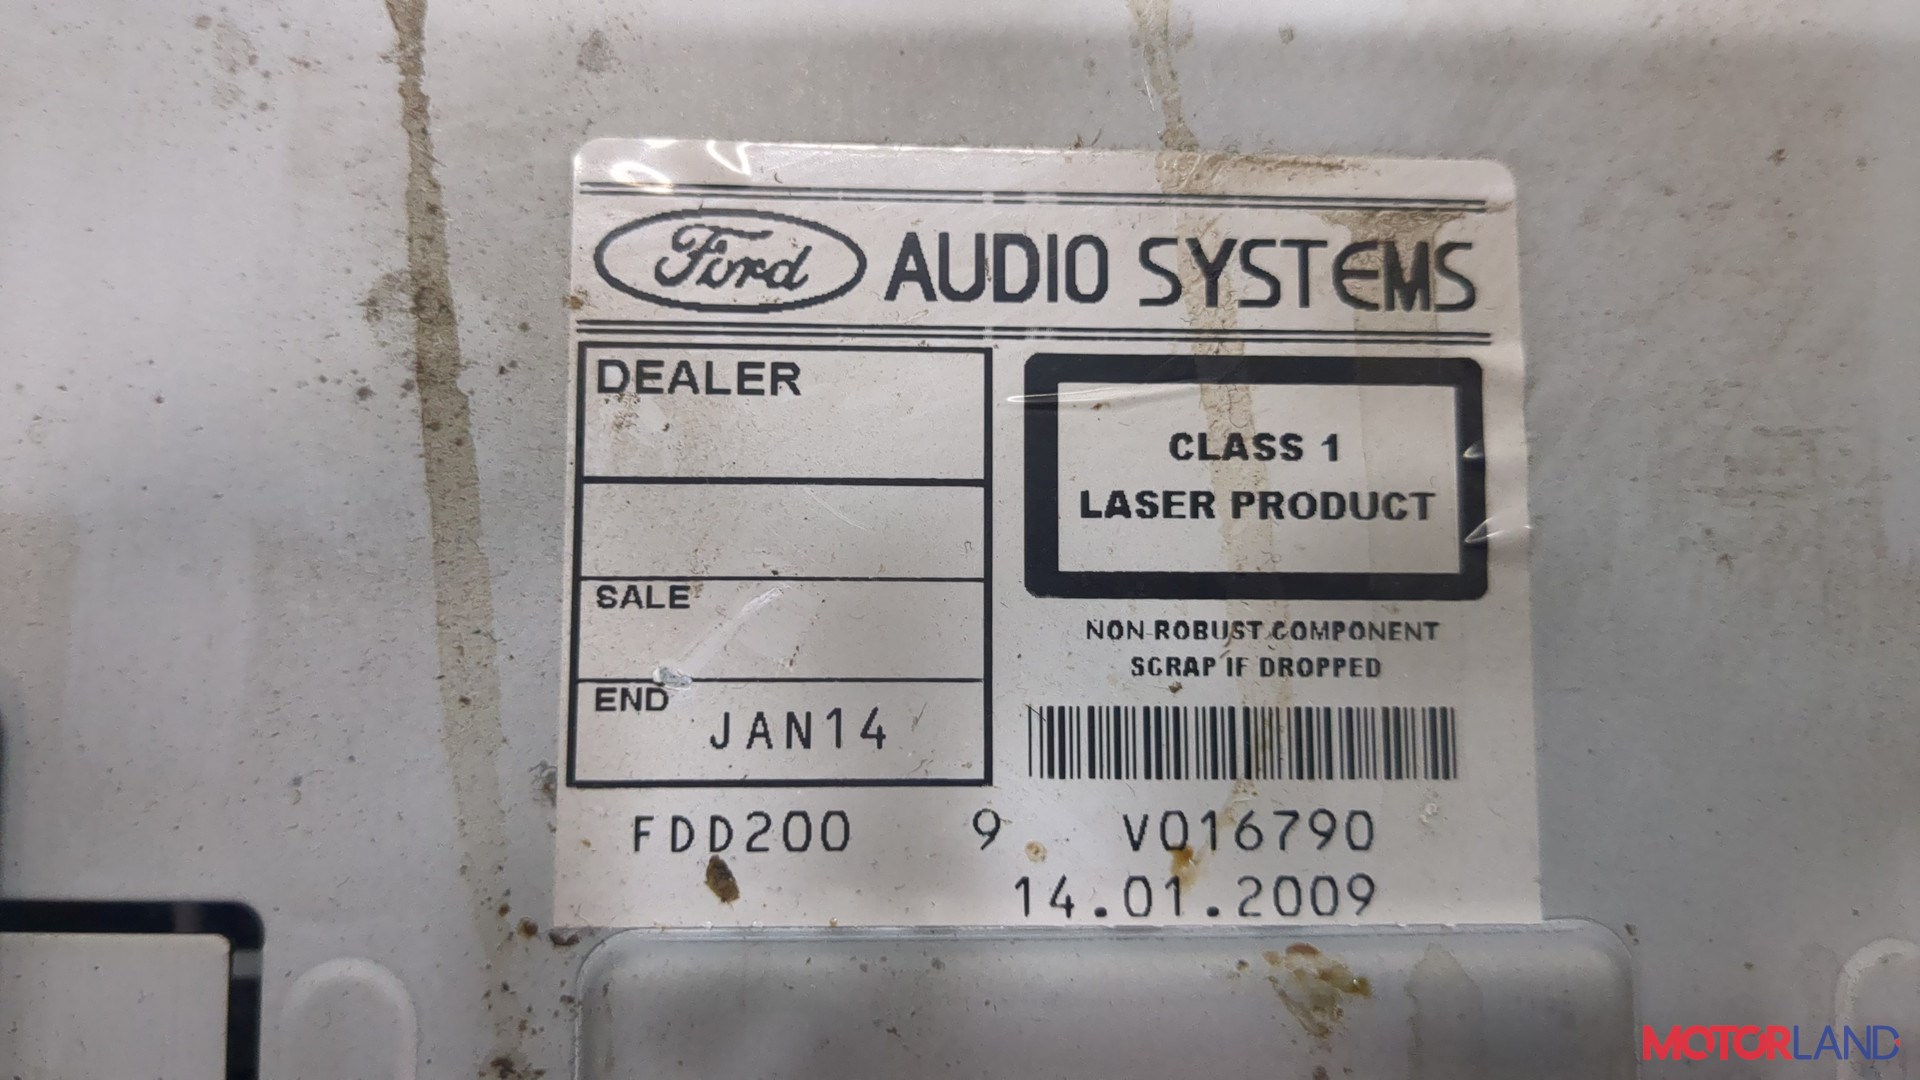 Ford AUDIO SYSTEMS
DEALER
SALE
END JAN14
CLASS 1
LASER PRODUCT
NON-ROBUST COMPONENT
SCRAP IF DROPPED
FDD200 9 V016790
14.01.2009
MOTORLAND